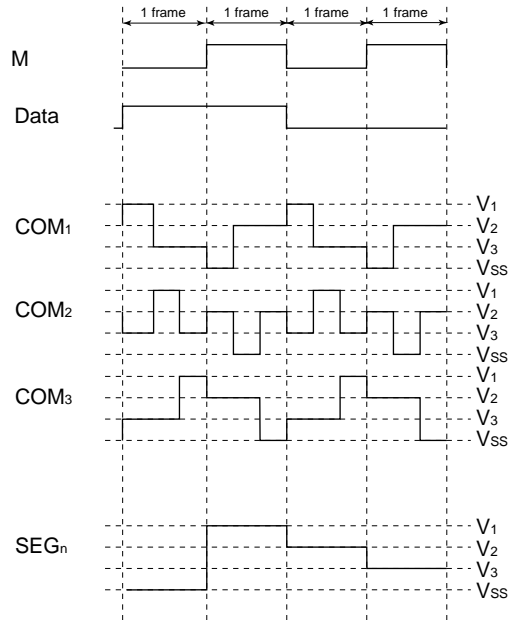 1 frame 1 frame 1 frame 1 frame
M
Data
V1
COM1 V2
V3
VSS
V1
COM2 V2
V3
VSS
V1
COM3 V2
V3
VSS
V1
SEGn V2
V3
VSS